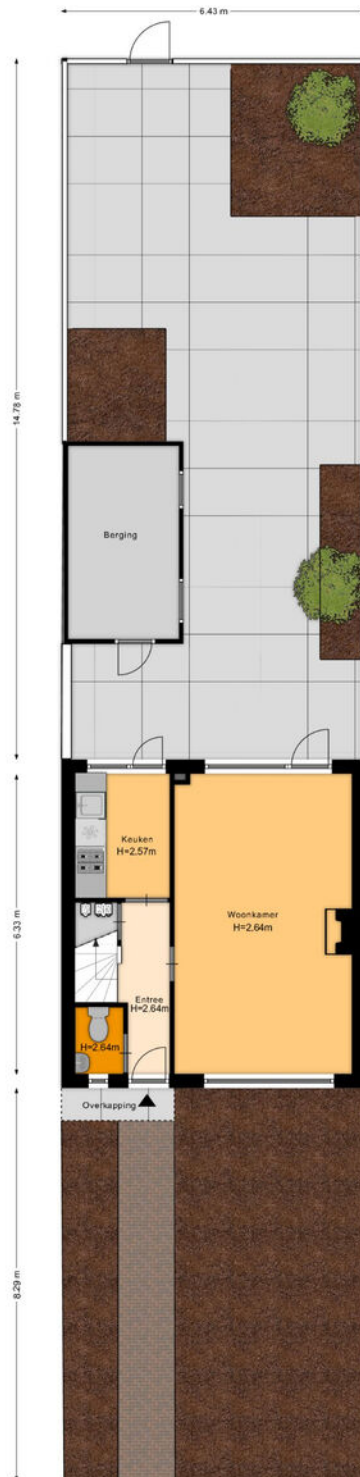 6.43 m
14.78 m
Berging
Keuken
H=2.57m
Woonkamer
H=2.64m
6.33 m
Entree
H=2.64m
H=2.64m
Overkapping
8.29 m